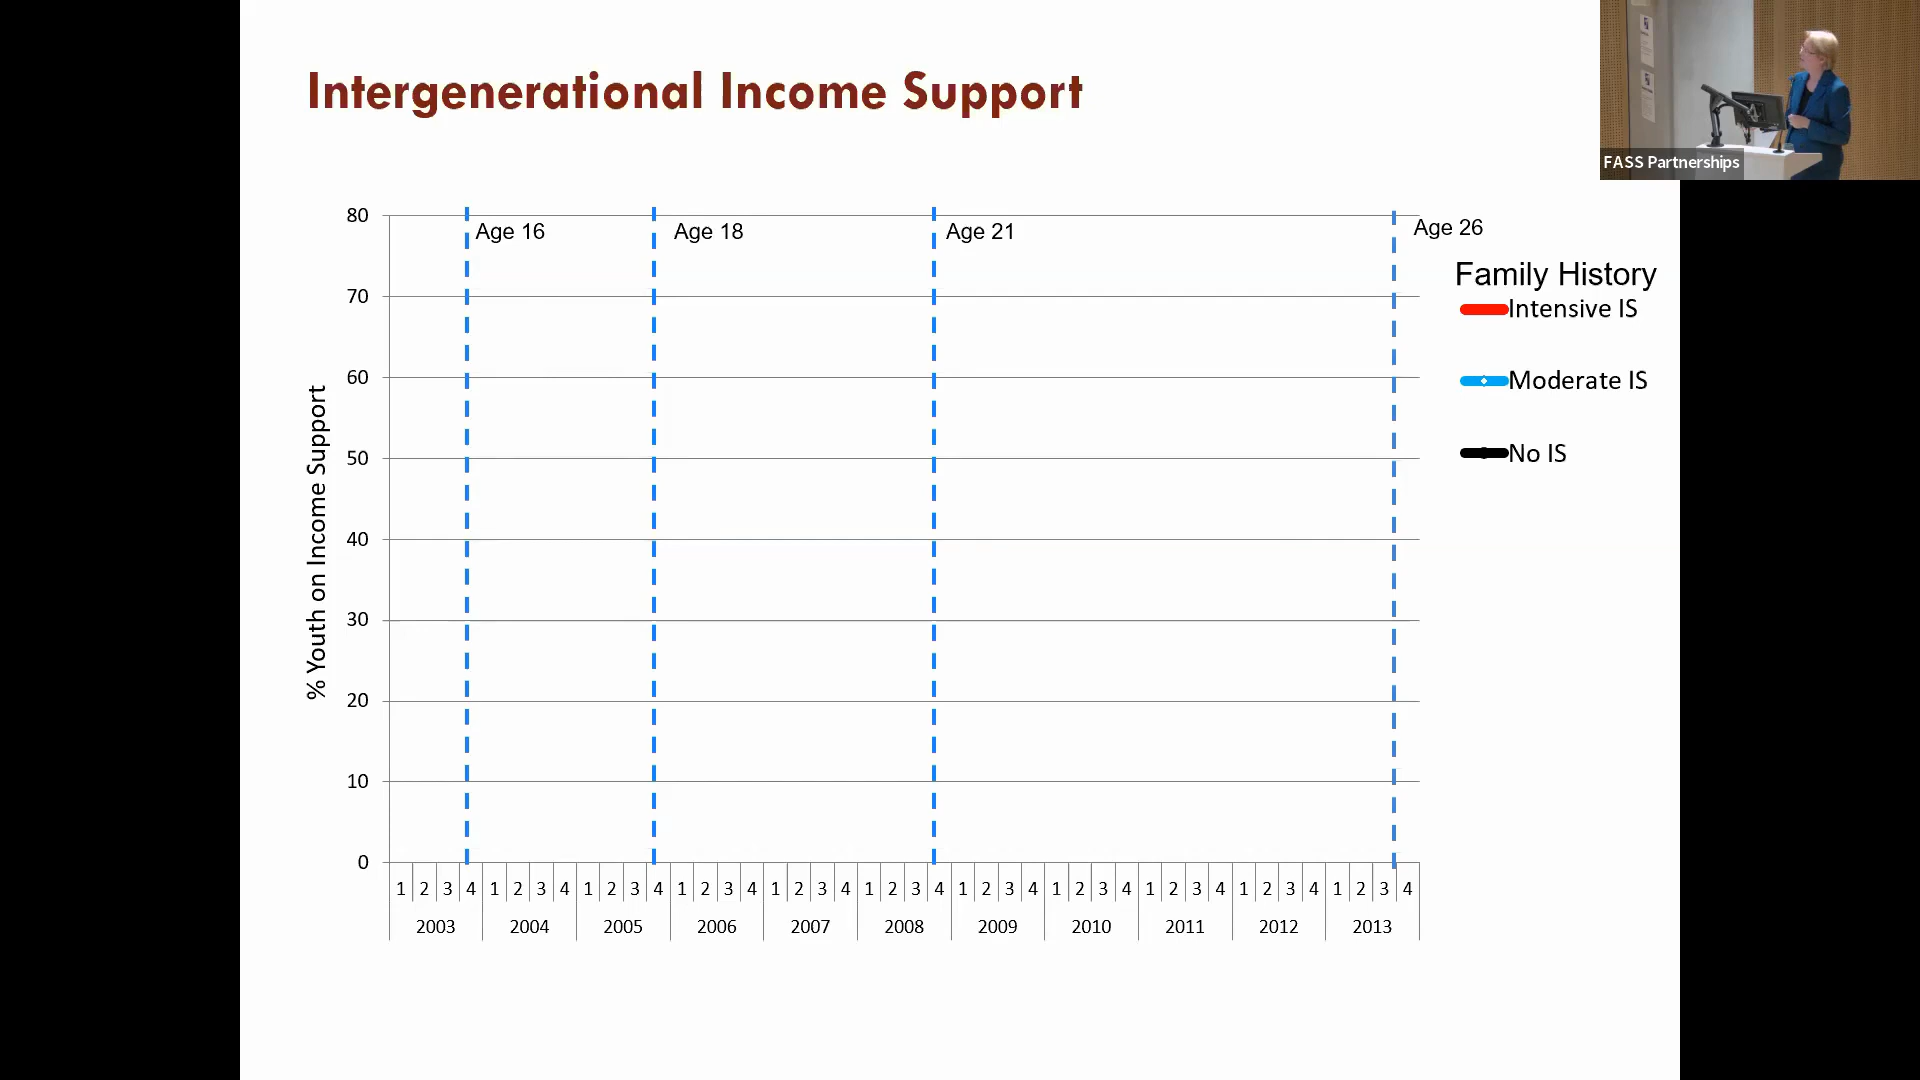 Intergenerational Income Support
FASS Partnerships
Age 16
Age 18
Age 21
Age 26
Family History
Intensive IS
Moderate IS
No IS
% Youth on Income Support
80
70
60
50
40
30
20
10
0
1 2 3 4 1 2 3 4 1 2 3 4 1 2 3 4 1 2 3 4 1 2 3 4 1 2 3 4 1 2 3 4 1 2 3 4 1 2 3 4 1 2 3 4
2003 2004 2005 2006 2007 2008 2009 2010 2011 2012 2013